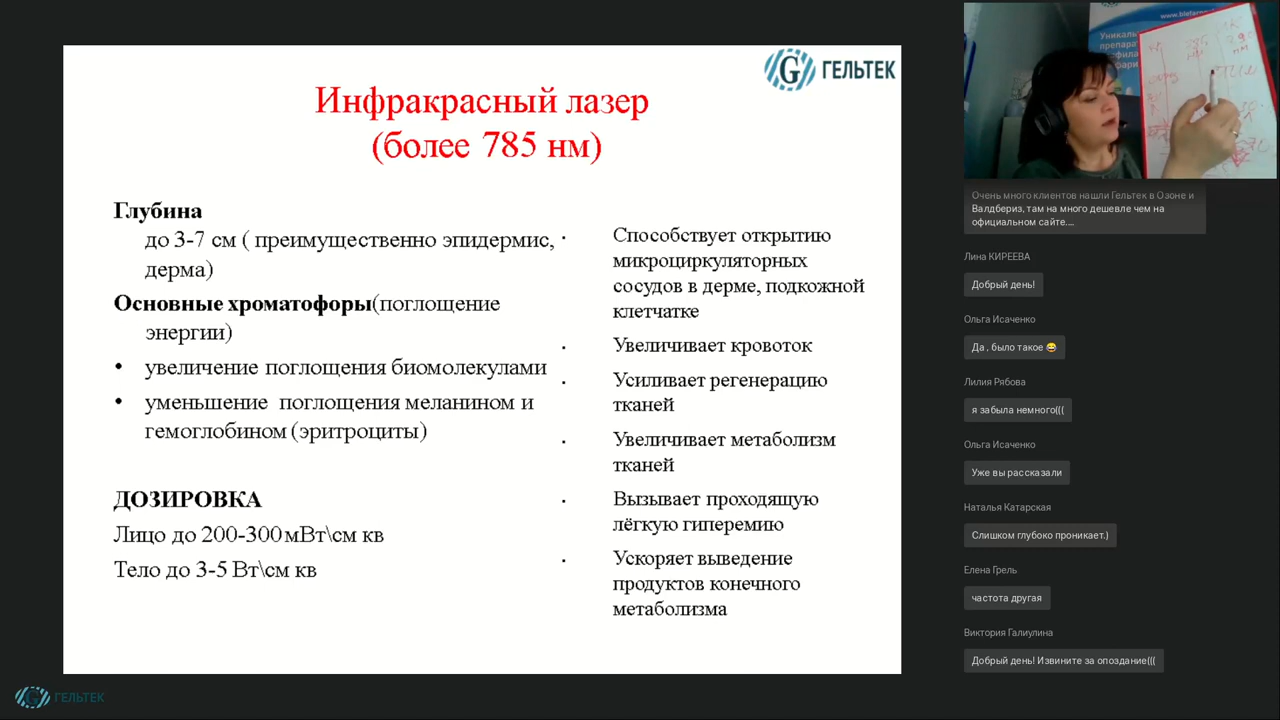 ГЕЛЬТЕК
Инфракрасный лазер
(более 785 нм)
Глубина
до 3-7 см ( преимущественно эпидермис,
дерма)
Основные хроматофоры(поглощение
энергии)
• увеличение поглощения биомолекулами
• уменьшение поглощения меланином и
гемоглобином (эритроциты)
ДОЗИРОВКА
Лицо до 200-300 мВт\см кв
Тело до 3-5 Вт\см кв
· Способствует открытию
микроциркуляторных
сосудов в дерме, подкожной
клетчатке
· Увеличивает кровоток
· Усиливает регенерацию
тканей
· Увеличивает метаболизм
тканей
· Вызывает проходящую
лёгкую гиперемию
· Ускоряет выведение
продуктов конечного
метаболизма
ГЕЛЬТЕК
Очень много клиентов нашли Гельтек в Озоне и
Валдбериз, там на много дешевле чем на
официальном сайте....
Лина КИРЕЕВА
Добрый день!
Ольга Исаченко
Да , было такое 😂
Лилия Рябова
я забыла немного(((
Ольга Исаченко
Уже вы рассказали
Наталья Катарская
Слишком глубоко проникает.)
Елена Грель
частота другая
Виктория Галиулина
Добрый день! Извините за опоздание(((